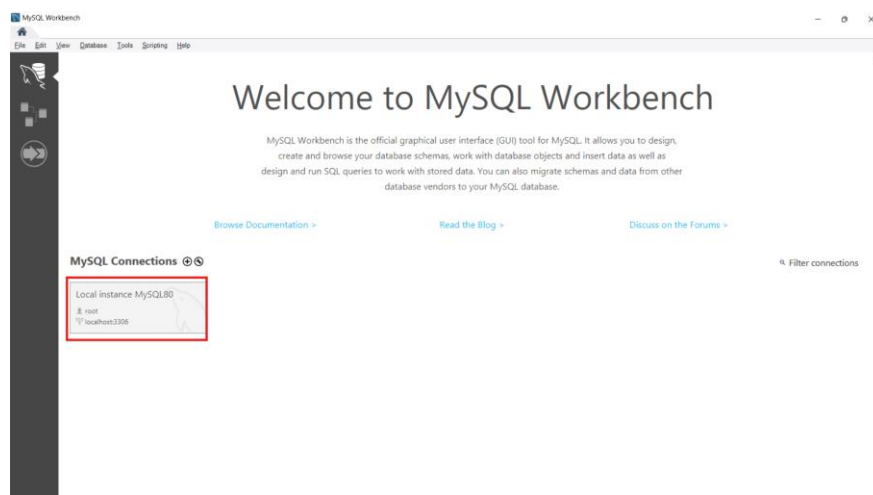 MySQL Workbench
File Edit View Database Tools Scripting Help
Welcome to MySQL Workbench
MySQL Workbench is the official graphical user interface (GUI) tool for MySQL. It allows you to design,
create and browse your database schemas, work with database objects and insert data as well as
design and run SQL queries to work with stored data. You can also migrate schemas and data from other
database vendors to your MySQL database.
Browse Documentation > Read the Blog > Discuss on the Forums >
MySQL Connections Filter connections
Local instance MySQL80
root
localhost:3306